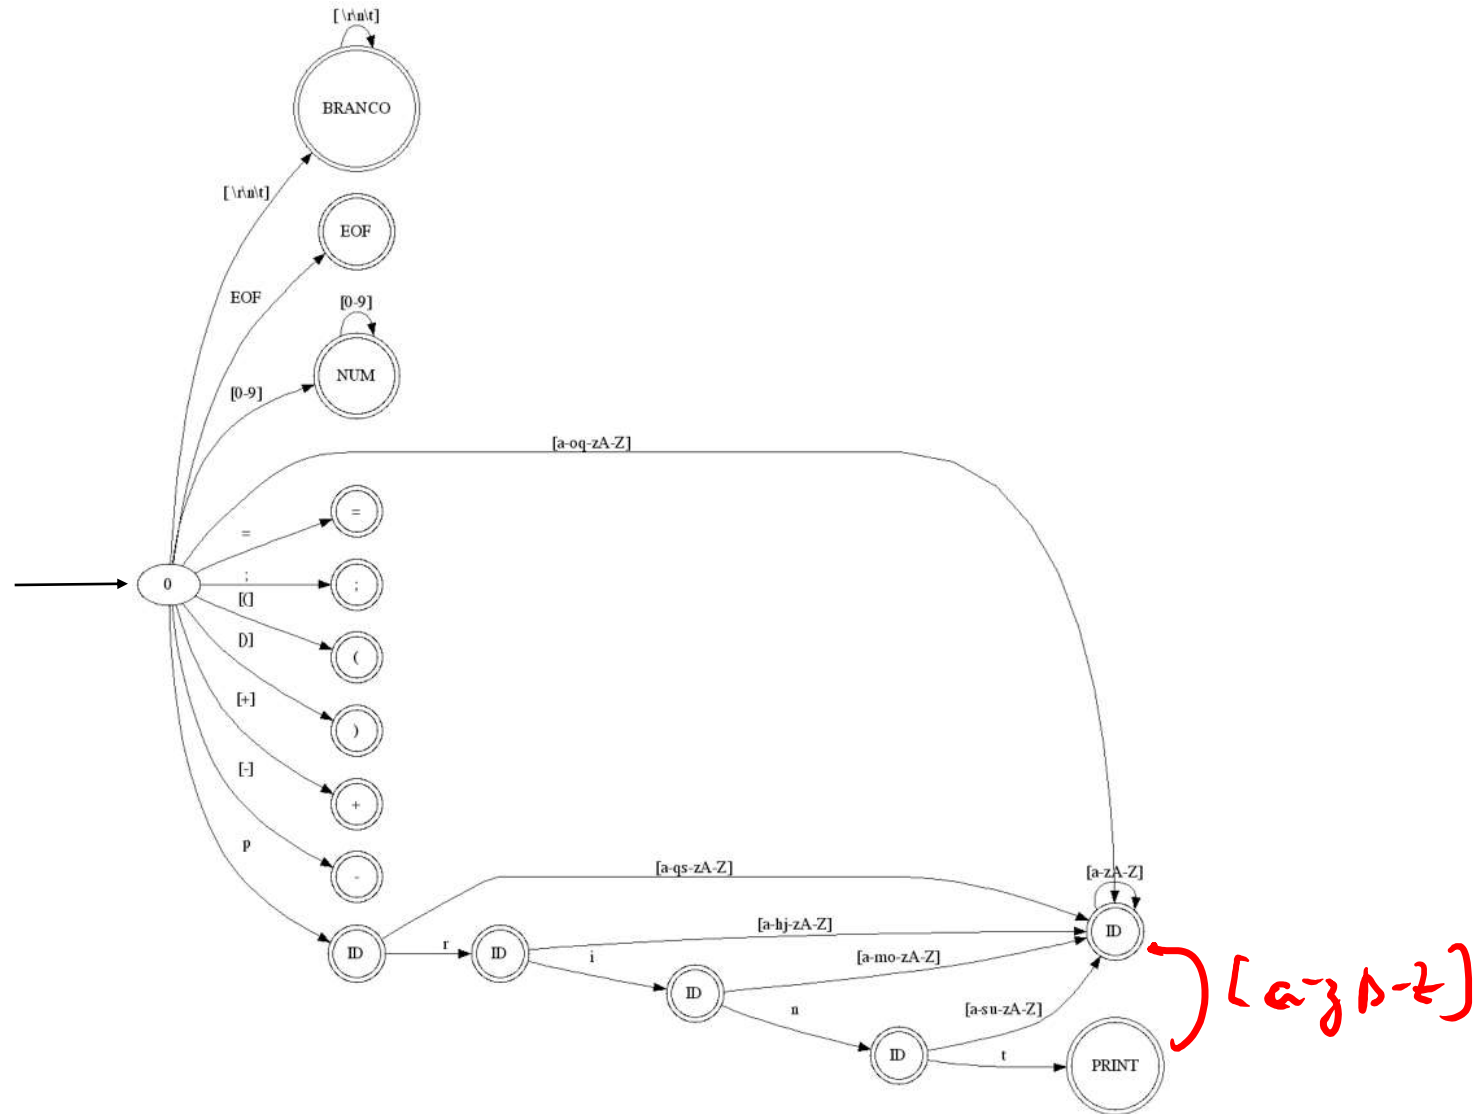 [ \r\n\t]
BRANCO
[ \r\n\t]
EOF
EOF
[0-9]
NUM
[0-9]
[a-oq-zA-Z]
=
=
;
;
0
[(]
(
[)]
)
[+]
+
[-]
-
p
[a-qs-zA-Z]
[a-zA-Z]
ID
r
ID
[a-hj-zA-Z]
ID
i
[a-mo-zA-Z]
ID
n
[a-su-zA-Z]
ID
t
PRINT
[a-zA-Z]